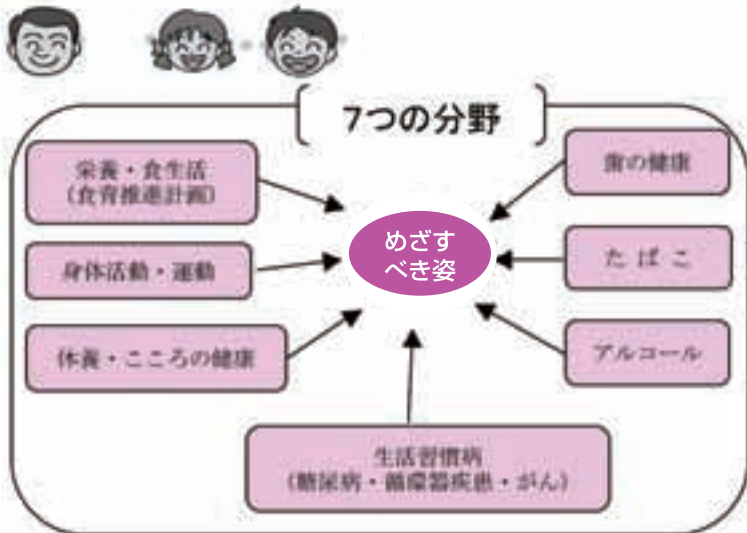 7つの分野
栄養・食生活
(食育推進計画)
身体活動・運動
休養・こころの健康
めざす
べき姿
歯の健康
たばこ
アルコール
生活習慣病
(糖尿病・循環器疾患・がん)